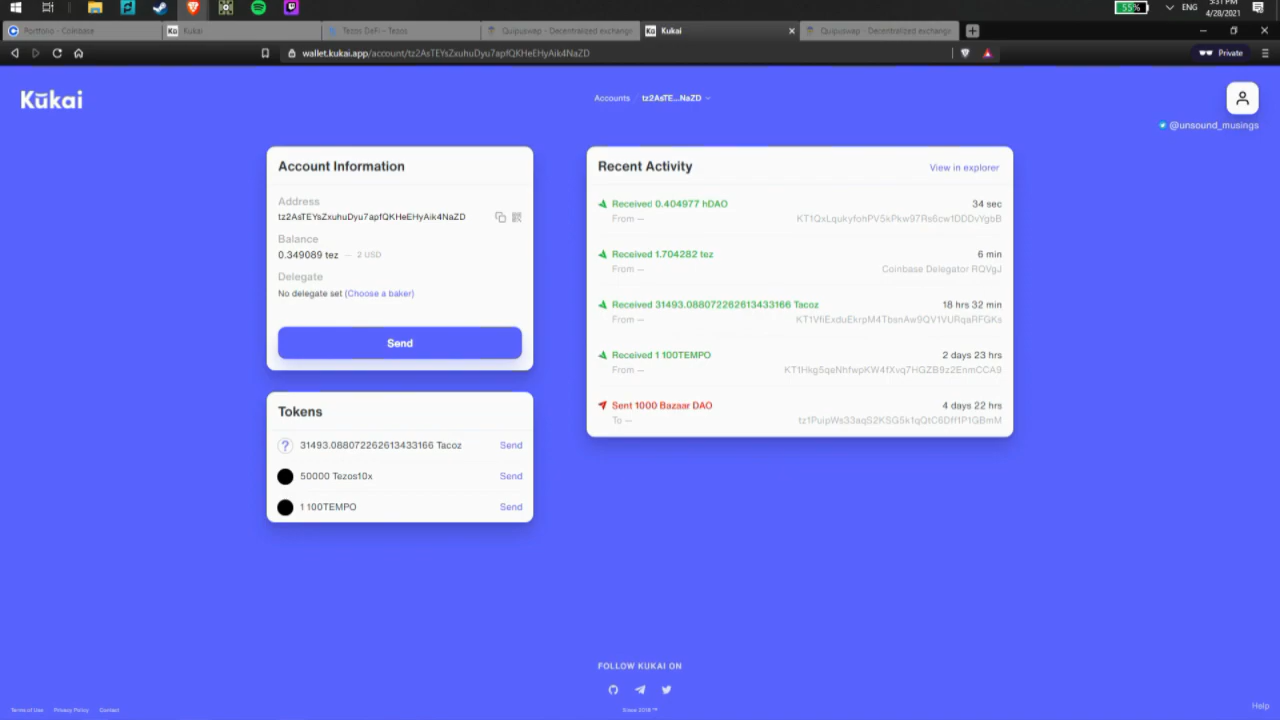 55%
ENG
5:31 PM
4/28/2021
Portfolio - Coinbase
Kukai
Tezos DeFi - Tezos
Quipuswap - Decentralized exchange
Kukai
Quipuswap - Decentralized exchange
wallet.kukai.app/account/tz2AsTEYsZxuhuDyu7apfQKHeEHyAik4NaZD
Private
Kūkai
Accounts / tz2AsTE...NaZD
@unsound_musings
Account Information
Address
tz2AsTEYsZxuhuDyu7apfQKHeEHyAik4NaZD
Balance
0.349089 tez — 2 USD
Delegate
No delegate set (Choose a baker)
Send
Tokens
? 31493.088072262613433166 Tacoz Send
50000 Tezos10x Send
1 100TEMPO Send
Recent Activity View in explorer
Received 0.404977 hDAO 34 sec
From — KT1QxLqukyfohPV5kPkw97Rs6cw1DDDvYgbB
Received 1.704282 tez 6 min
From — Coinbase Delegator RQVgJ
Received 31493.088072262613433166 Tacoz 18 hrs 32 min
From — KT1VfiExduEkrpM4TbsnAw9QV1VURqaRFGKs
Received 1 100TEMPO 2 days 23 hrs
From — KT1Hkg5qeNhfwpKW4fXvq7HGZB9z2EnmCCA9
Sent 1000 Bazaar DAO 4 days 22 hrs
To — tz1PuipWs33aqS2KSG5k1qQtC6Dff1P1GBmM
FOLLOW KUKAI ON
Terms of Use Privacy Policy Contact
Since 2018 ™
Help